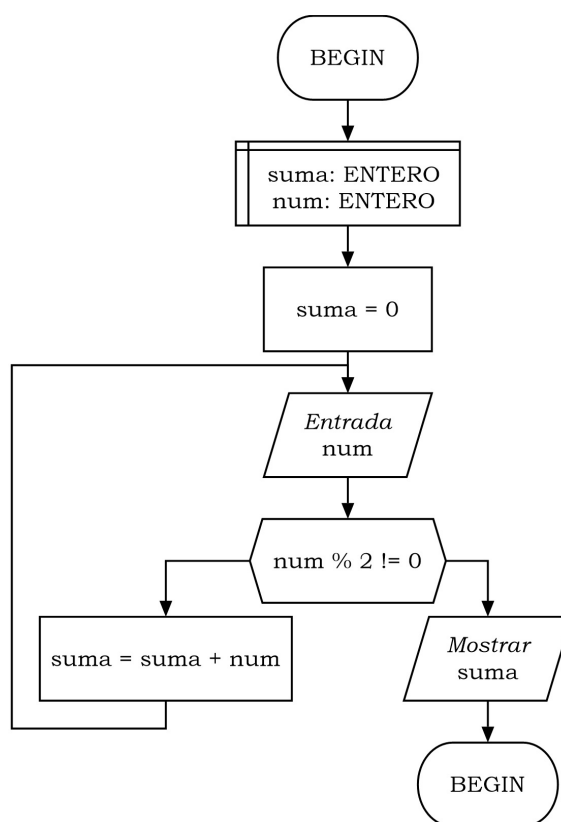 BEGIN
suma: ENTERO
num: ENTERO
suma = 0
Entrada
num
num % 2 != 0
suma = suma + num
Mostrar
suma
BEGIN